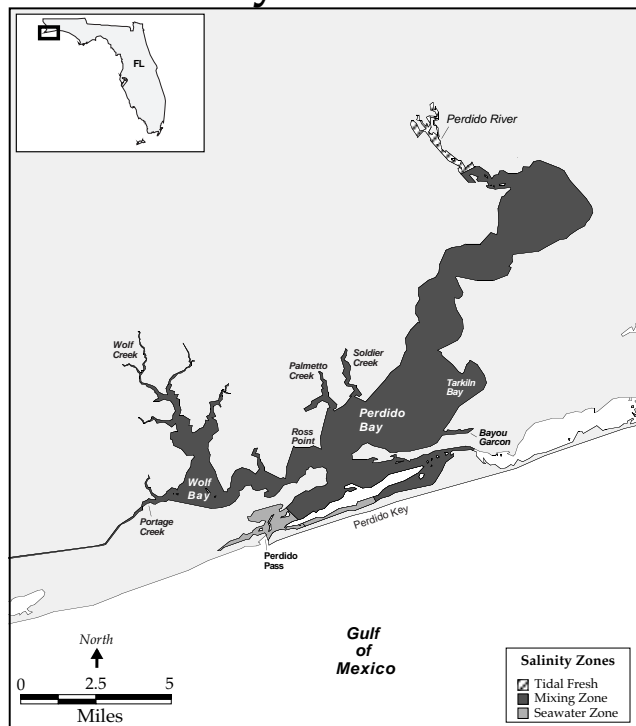 FL
Perdido River
Wolf
Creek
Palmetto
Creek
Soldier
Creek
Tarkiln
Bay
Perdido
Bay
Ross
Point
Bayou
Garcon
Wolf
Bay
Portage
Creek
Perdido Key
Perdido
Pass
Gulf
of
Mexico
North
0 2.5 5
Miles
Salinity Zones
Tidal Fresh
Mixing Zone
Seawater Zone